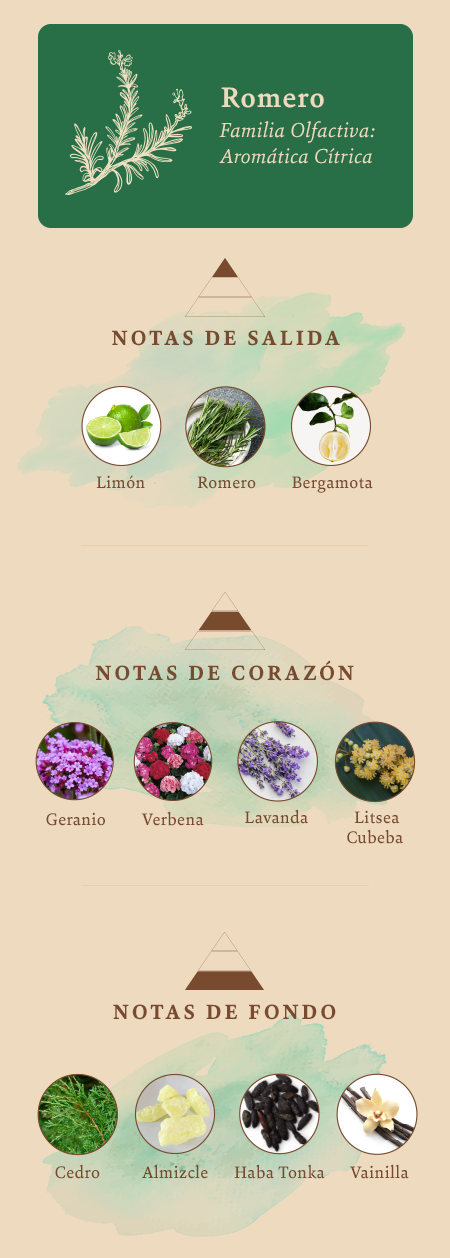 Romero
Familia Olfactiva:
Aromática Cítrica
NOTAS DE SALIDA
Limón
Romero
Bergamota
NOTAS DE CORAZÓN
Geranio
Verbena
Lavanda
Litsea
Cubeba
NOTAS DE FONDO
Cedro
Almizcle
Haba Tonka
Vainilla